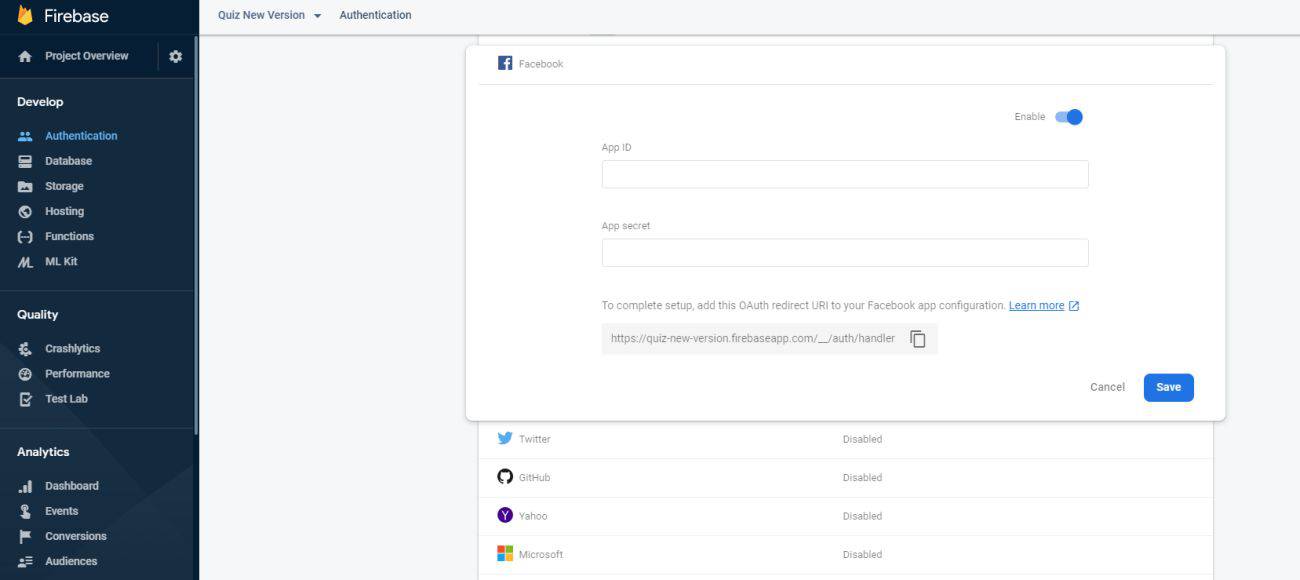 Firebase
Quiz New Version
Authentication
Project Overview
Develop
Authentication
Database
Storage
Hosting
Functions
ML Kit
Quality
Crashlytics
Performance
Test Lab
Analytics
Dashboard
Events
Conversions
Audiences
Facebook
Enable
App ID
App secret
To complete setup, add this OAuth redirect URI to your Facebook app configuration. Learn more
https://quiz-new-version.firebaseapp.com/__/auth/handler
Cancel
Save
Twitter Disabled
GitHub Disabled
Yahoo Disabled
Microsoft Disabled